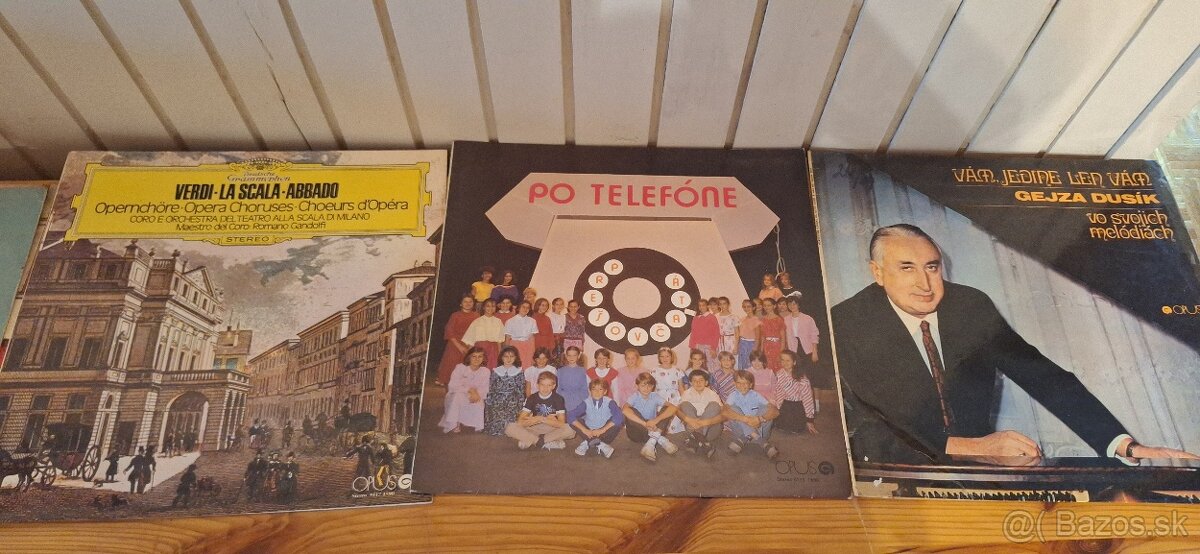 Deutsche
Grammophon
VERDI·LA SCALA·ABBADO
Opernchöre·Opera Choruses·Choeurs d'Opéra
CORO E ORCHESTRA DEL TEATRO ALLA SCALA DI MILANO
Maestro del Coro: Romano Gandolfi
STEREO
OPUS
PO TELEFÓNE
PREŠOVČATÁ
OPUS
VÁM JEDINE LEN VÁM
GEJZA DUSÍK
vo svojich
melódiách
OPUS
@( Bazos.sk